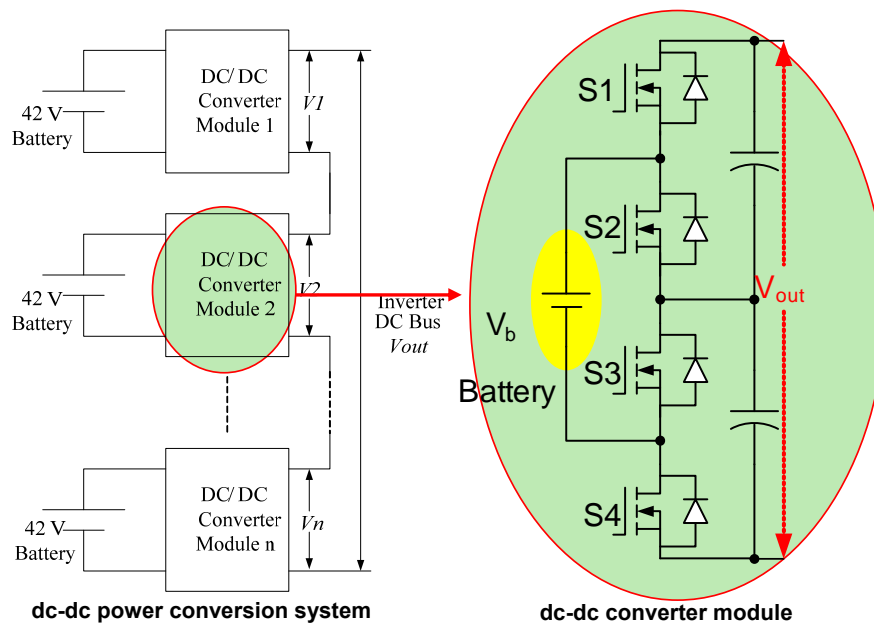 DC/ DC
Converter
Module 1
42 V
Battery
V1
DC/ DC
Converter
Module 2
42 V
Battery
V2
Inverter
DC Bus
Vout
DC/ DC
Converter
Module n
42 V
Battery
Vn
dc-dc power conversion system
S1
S2
S3
S4
Vb
Battery
Vout
dc-dc converter module